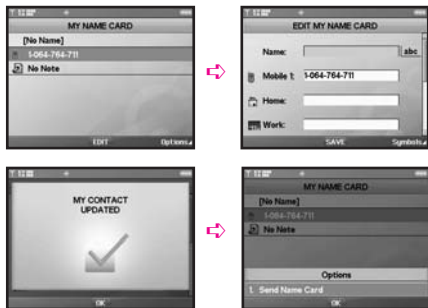 MY NAME CARD
[No Name]
1-064-764-711
No Note
EDIT
Options
EDIT MY NAME CARD
Name:
abc
Mobile 1:
1-064-764-711
Home:
Work:
SAVE
Symbols
MY CONTACT
UPDATED
OK
MY NAME CARD
[No Name]
1-064-764-711
No Note
Options
1. Send Name Card
OK